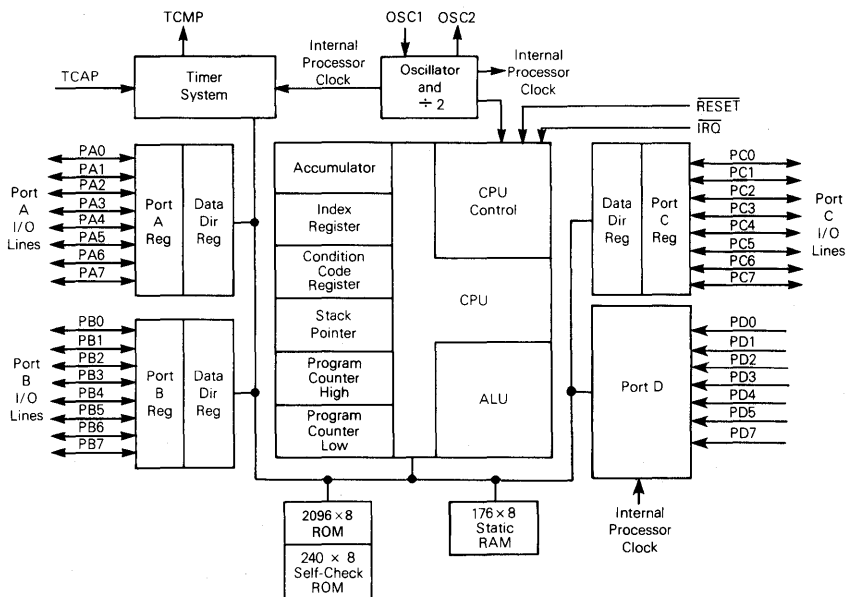 TCMP
OSC1
OSC2
TCAP
Timer
System
Internal
Processor
Clock
Oscillator
and
÷ 2
Internal
Processor
Clock
RESET
IRQ
Port
A
I/O
Lines
PA0
PA1
PA2
PA3
PA4
PA5
PA6
PA7
Port
A
Reg
Data
Dir
Reg
Port
B
I/O
Lines
PB0
PB1
PB2
PB3
PB4
PB5
PB6
PB7
Port
B
Reg
Data
Dir
Reg
Accumulator
Index
Register
Condition
Code
Register
Stack
Pointer
Program
Counter
High
Program
Counter
Low
CPU
Control
CPU
ALU
Data
Dir
Reg
Port
C
Reg
PC0
PC1
PC2
PC3
PC4
PC5
PC6
PC7
Port
C
I/O
Lines
Port D
PD0
PD1
PD2
PD3
PD4
PD5
PD7
Internal
Processor
Clock
2096 × 8
ROM
240 × 8
Self-Check
ROM
176 × 8
Static
RAM